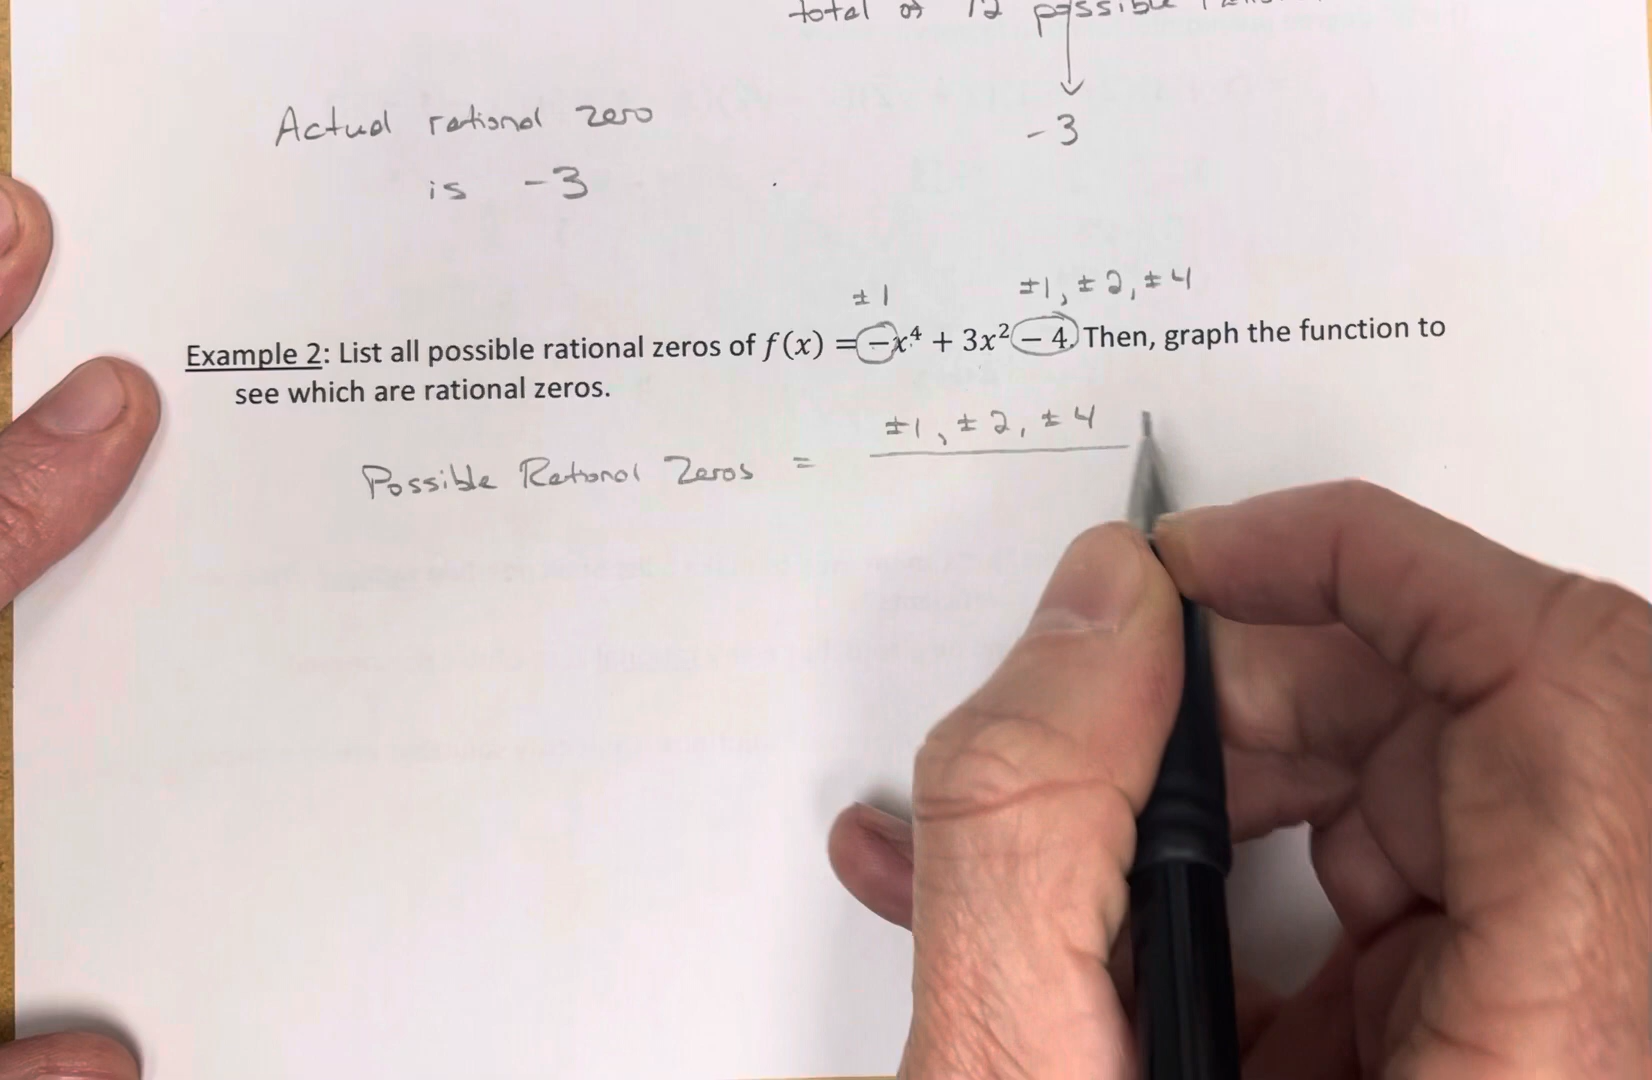 total of 12 possible
-3
Actual rational zero
is -3
± 1 ±1, ± 2, ± 4
Example 2: List all possible rational zeros of f(x) = −x⁴ + 3x² − 4. Then, graph the function to
see which are rational zeros.
±1, ± 2, ± 4
Possible Rational Zeros =